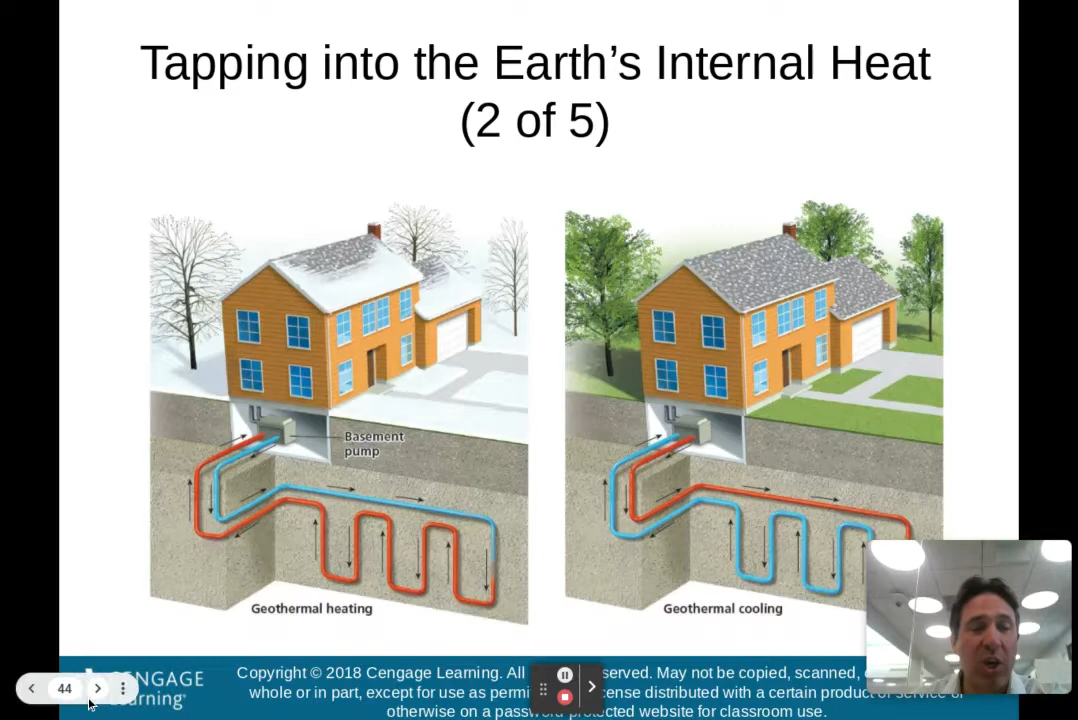 Tapping into the Earth's Internal Heat
(2 of 5)
Basement
pump
Geothermal heating
Geothermal cooling
44
CENGAGE
Learning®
Copyright © 2018 Cengage Learning. All served. May not be copied, scanned,
whole or in part, except for use as permi cense distributed with a certain product
otherwise on a password protected website for classroom use.